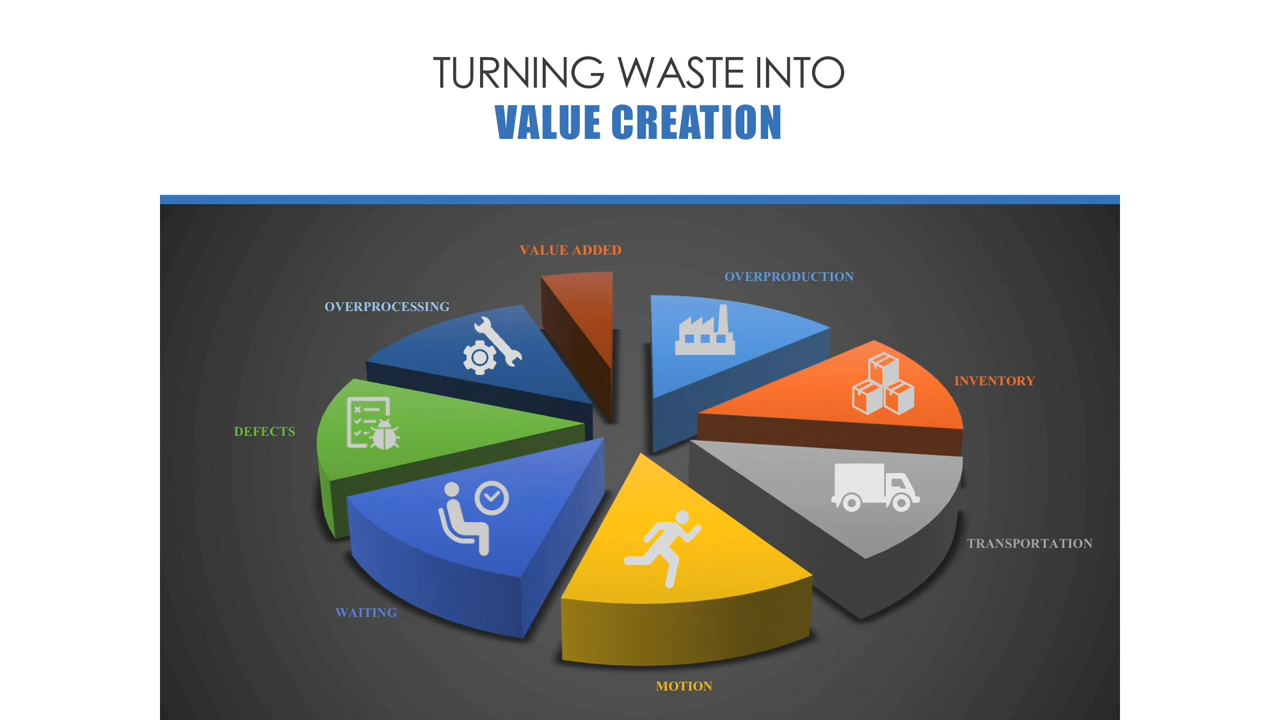 TURNING WASTE INTO
VALUE CREATION
VALUE ADDED
OVERPRODUCTION
OVERPROCESSING
INVENTORY
DEFECTS
TRANSPORTATION
WAITING
MOTION